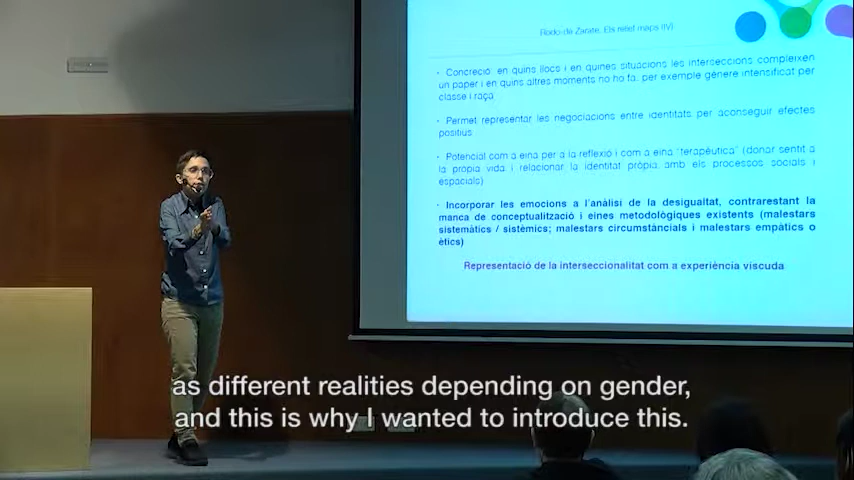 Rodo-de Zarate. Els relief maps (IV)
· Concreció: en quins llocs i en quines situacions les interseccions compleixen
un paper i en quins altres moments no ho fa: per exemple gènere intensificat per
classe i raça
· Permet representar les negociacions entre identitats per aconseguir efectes
positius
· Potencial com a eina per a la reflexió i com a eina "terapèutica" (donar sentit a
la pròpia vida i relacionar la identitat pròpia amb els processos socials i
espacials)
· Incorporar les emocions a l'anàlisi de la desigualtat, contrarestant la
manca de conceptualització i eines metodològiques existents (malestars
sistemàtics / sistèmics; malestars circumstàncials i malestars empàtics o
ètics)
Representació de la interseccionalitat com a experiència viscuda
as different realities depending on gender,
and this is why I wanted to introduce this.